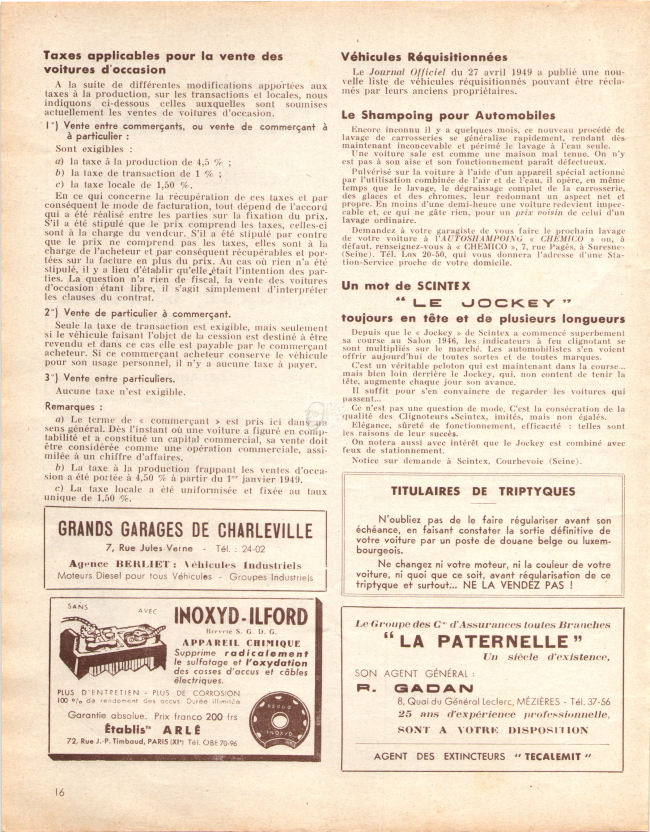 Taxes applicables pour la vente des
voitures d'occasion
A la suite de différentes modifications apportées aux
taxes à la production, sur les transactions et locales, nous
indiquons ci-dessous celles auxquelles sont soumises
actuellement les ventes de voitures d'occasion.
1°) Vente entre commerçants, ou vente de commerçant à
à particulier :
Sont exigibles :
a) la taxe à la production de 4,5 % ;
b) la taxe de transaction de 1 % ;
c) la taxe locale de 1,50 %.
En ce qui concerne la récupération de ces taxes et par
conséquent le mode de facturation, tout dépend de l'accord
qui a été réalisé entre les parties sur la fixation du prix.
S'il a été stipulé que le prix comprend les taxes, celles-ci
sont à la charge du vendeur. S'il a été stipulé par contre
que le prix ne comprend pas les taxes, elles sont à la
charge de l'acheteur et par conséquent récupérables et por-
tées sur la facture en plus du prix. Au cas où rien n'a été
stipulé, il y a lieu d'établir qu'elle était l'intention des par-
ties. La question n'a rien de fiscal, la vente des voitures
d'occasion étant libre, il s'agit simplement d'interpréter
les clauses du contrat.
2°) Vente de particulier à commerçant.
Seule la taxe de transaction est exigible, mais seulement
si le véhicule faisant l'objet de la cession est destiné à être
revendu et dans ce cas elle est payable par le commerçant
acheteur. Si ce commerçant acheteur conserve le véhicule
pour son usage personnel, il n'y a aucune taxe à payer.
3°) Vente entre particuliers.
Aucune taxe n'est exigible.
Remarques :
a) Le terme de « commerçant » est pris ici dans un
sens général. Dès l'instant où une voiture a figuré en comp-
tabilité et a constitué un capital commercial, sa vente doit
être considérée comme une opération commerciale, assi-
milée à un chiffre d'affaires.
b) La taxe à la production frappant les ventes d'occa-
sion a été portée à 4,50 % à partir du 1er janvier 1949.
c) La taxe locale a été uniformisée et fixée au taux
unique de 1,50 %.
GRANDS GARAGES DE CHARLEVILLE
7, Rue Jules Verne - Tél. : 24-02
Agence BERLIET : Véhicules Industriels
Moteurs Diesel pour tous Véhicules - Groupes Industriels
SANS AVEC
INOXYD-ILFORD
Breveté S. G. D. G.
APPAREIL CHIMIQUE
Supprime radicalement
le sulfatage et l'oxydation
des cosses d'accus et câbles
électriques.
PLUS D'ENTRETIEN - PLUS DE CORROSION
100 % de rendement des accus. Durée illimitée
Garantie absolue. Prix franco 200 frs
Établiss ARLÉ
72, Rue J.-P. Timbaud, PARIS (XIe) Tél. OBE 70-96
INOXYD
16
Véhicules Réquisitionnées
Le Journal Officiel du 27 avril 1949 a publié une nou-
velle liste de véhicules réquisitionnés pouvant être récla-
més par leurs anciens propriétaires.
Le Shampoing pour Automobiles
Encore inconnu il y a quelques mois, ce nouveau procédé de
lavage de carrosseries se généralise rapidement, rendant dès
maintenant inconcevable et périmé le lavage à l'eau seule.
Une voiture sale est comme une maison mal tenue. On n'y
est pas à son aise et son fonctionnement paraît défectueux.
Pulvérisé sur la voiture à l'aide d'un appareil spécial actionné
par l'utilisation combinée de l'air et de l'eau, il opère, en même
temps que le lavage, le dégraissage complet de la carrosserie,
des glaces et des chromes, leur redonnant un aspect net et
propre. En moins d'une demi-heure une voiture redevient impec-
cable et, ce qui ne gâte rien, pour un prix voisin de celui d'un
lavage ordinaire.
Demandez à votre garagiste de vous faire le prochain lavage
de votre voiture à l'AUTOSHAMPOING « CHEMICO » ou, à
défaut, renseignez-vous à « CHEMICO », 7, rue Pagès, à Suresnes
(Seine). Tél. LON 20-50, qui vous donnera l'adresse d'une Sta-
tion-Service proche de votre domicile.
Un mot de SCINTEX
" LE JOCKEY "
toujours en tête et de plusieurs longueurs
Depuis que le « Jockey » de Scintex a commencé superbement
sa course au Salon 1946, les indicateurs à feu clignotant se
sont multipliés sur le marché. Les automobilistes s'en voient
offrir aujourd'hui de toutes sortes et de toutes marques.
C'est un véritable peloton qui est maintenant dans la course...
mais bien loin derrière le Jockey, qui, non content de tenir la
tête, augmente chaque jour son avance.
Il suffit pour s'en convaincre de regarder les voitures qui
passent...
Ce n'est pas une question de mode. C'est la consécration de la
qualité des Clignoteurs Scintex, imités, mais non égalés.
Elégance, sûreté de fonctionnement, efficacité : telles sont
les raisons de leur succès.
On notera aussi avec intérêt que le Jockey est combiné avec
feux de stationnement.
Notice sur demande à Scintex, Courbevoie (Seine).
TITULAIRES DE TRIPTYQUES
N'oubliez pas de le faire régulariser avant son
échéance, en faisant constater la sortie définitive de
votre voiture par un poste de douane belge ou luxem-
bourgeois.
Ne changez ni votre moteur, ni la couleur de votre
voiture, ni quoi que ce soit, avant régularisation de ce
triptyque et surtout... NE LA VENDEZ PAS !
Le Groupe des Cies d'Assurances toutes Branches
" LA PATERNELLE "
Un siècle d'existence,
SON AGENT GÉNÉRAL :
R. GADAN
8, Quai du Général Leclerc, MÉZIÈRES - Tél. 37-56
25 ans d'expérience professionnelle,
SONT A VOTRE DISPOSITION
AGENT DES EXTINCTEURS " TECALEMIT "